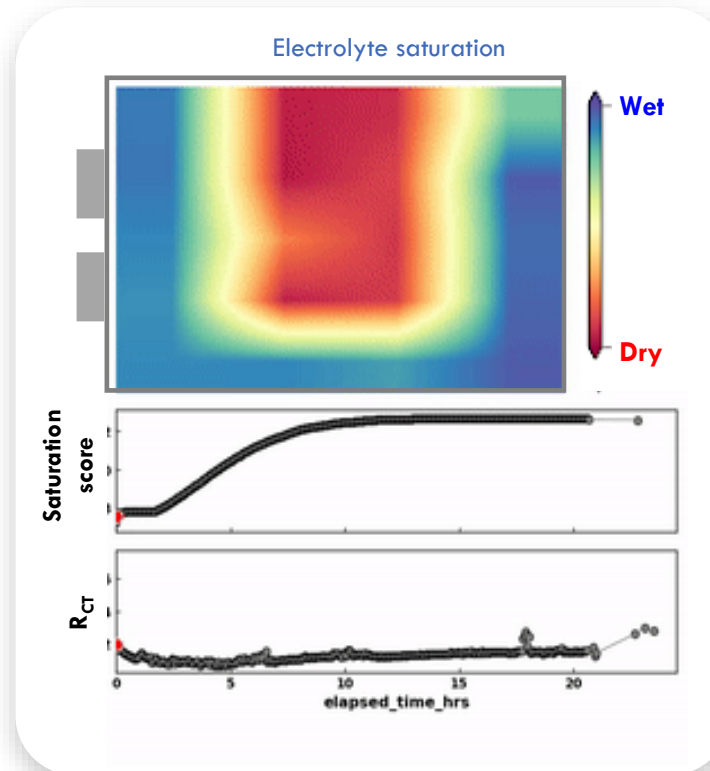 Electrolyte saturation
Wet
Dry
Saturation
score
RCT
0 5 10 15 20
elapsed_time_hrs